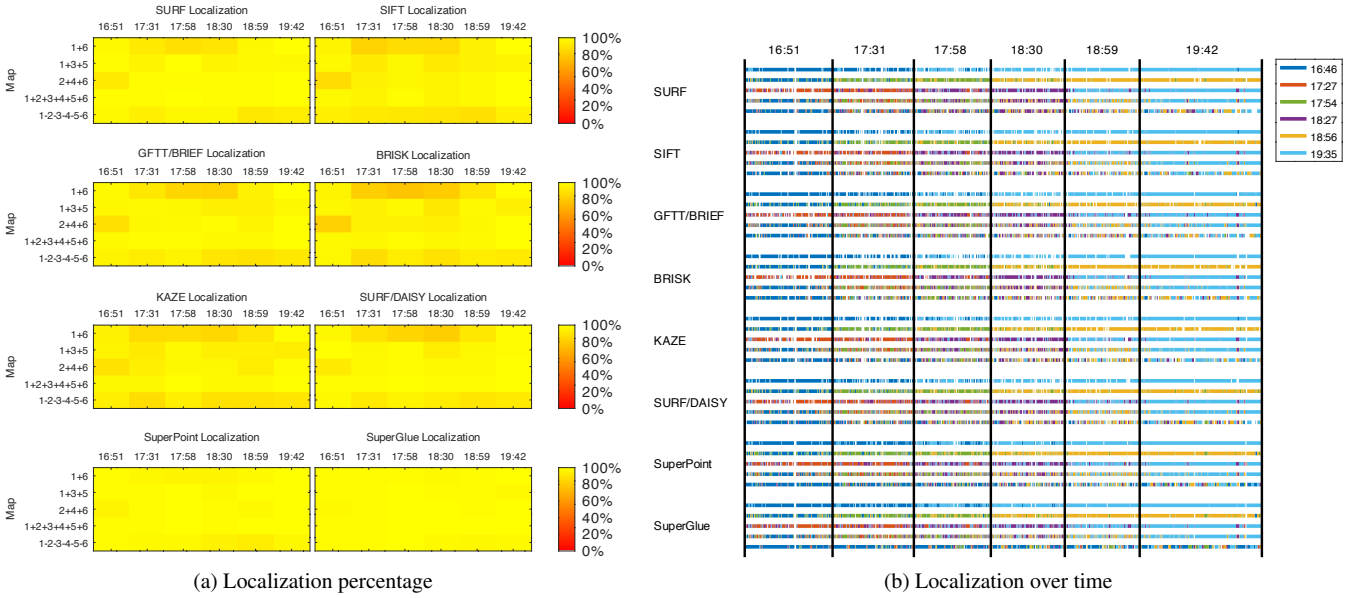 SURF Localization SIFT Localization
16:51 17:31 17:58 18:30 18:59 19:42 16:51 17:31 17:58 18:30 18:59 19:42
Map
1+6
1+3+5
2+4+6
1+2+3+4+5+6
1-2-3-4-5-6
100%
80%
60%
40%
20%
0%
GFTT/BRIEF Localization BRISK Localization
16:51 17:31 17:58 18:30 18:59 19:42 16:51 17:31 17:58 18:30 18:59 19:42
Map
1+6
1+3+5
2+4+6
1+2+3+4+5+6
1-2-3-4-5-6
100%
80%
60%
40%
20%
0%
KAZE Localization SURF/DAISY Localization
16:51 17:31 17:58 18:30 18:59 19:42 16:51 17:31 17:58 18:30 18:59 19:42
Map
1+6
1+3+5
2+4+6
1+2+3+4+5+6
1-2-3-4-5-6
100%
80%
60%
40%
20%
0%
SuperPoint Localization SuperGlue Localization
16:51 17:31 17:58 18:30 18:59 19:42 16:51 17:31 17:58 18:30 18:59 19:42
Map
1+6
1+3+5
2+4+6
1+2+3+4+5+6
1-2-3-4-5-6
100%
80%
60%
40%
20%
0%
(a) Localization percentage
16:51 17:31 17:58 18:30 18:59 19:42
SURF
SIFT
GFTT/BRIEF
BRISK
KAZE
SURF/DAISY
SuperPoint
SuperGlue
16:46
17:27
17:54
18:27
18:56
19:35
(b) Localization over time